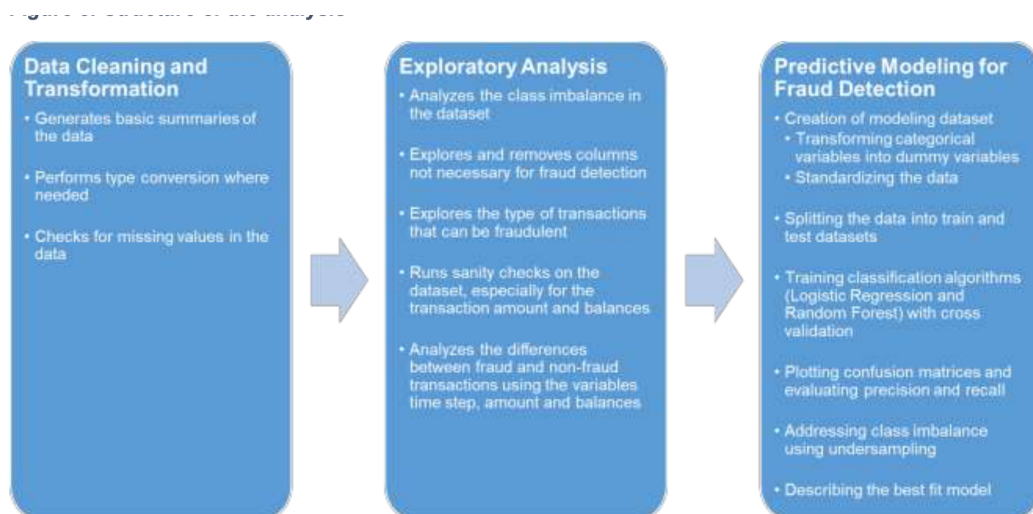 Data Cleaning and
Transformation
• Generates basic summaries of
the data
• Performs type conversion where
needed
• Checks for missing values in the
data
Exploratory Analysis
• Analyzes the class imbalance in
the dataset
• Explores and removes columns
not necessary for fraud detection
• Explores the type of transactions
that can be fraudulent
• Runs sanity checks on the
dataset, especially for the
transaction amount and balances
• Analyzes the differences
between fraud and non-fraud
transactions using the variables
time step, amount and balances
Predictive Modeling for
Fraud Detection
• Creation of modeling dataset
• Transforming categorical
variables into dummy variables
• Standardizing the data
• Splitting the data into train and
test datasets
• Training classification algorithms
(Logistic Regression and
Random Forest) with cross
validation
• Plotting confusion matrices and
evaluating precision and recall
• Addressing class imbalance
using undersampling
• Describing the best fit model